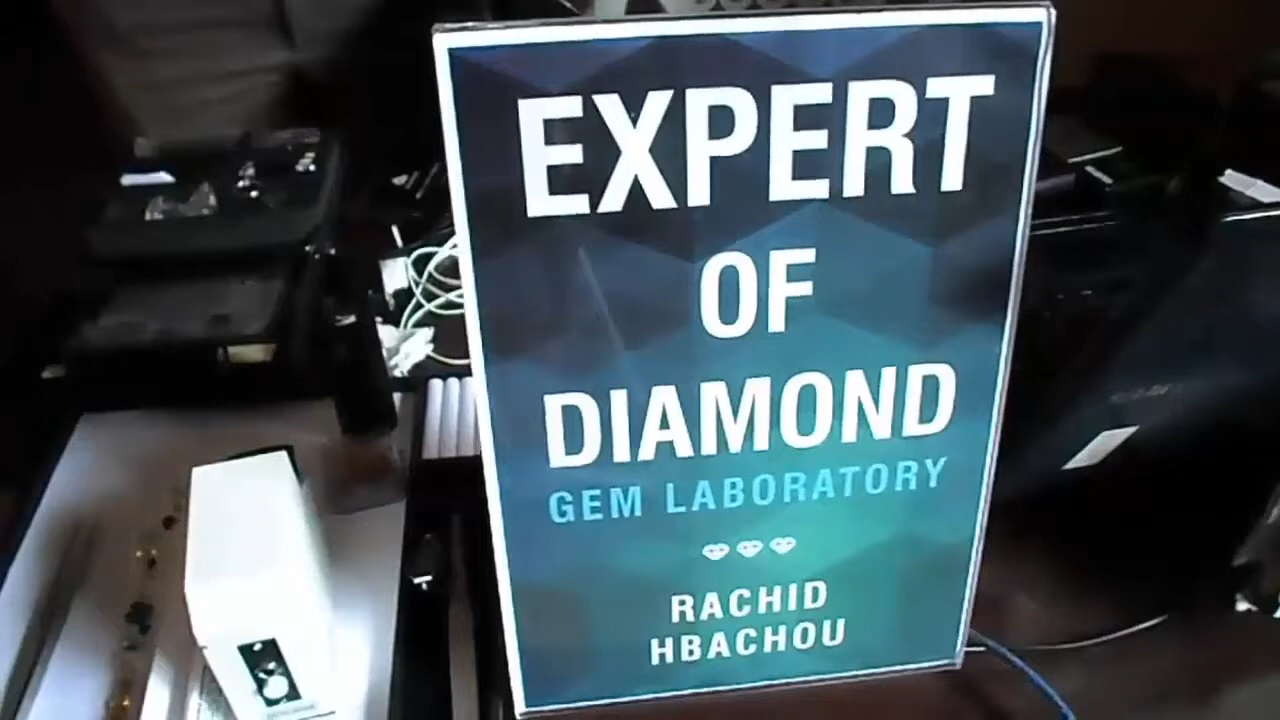 EXPERT
OF
DIAMOND
GEM LABORATORY
RACHID
HBACHOU